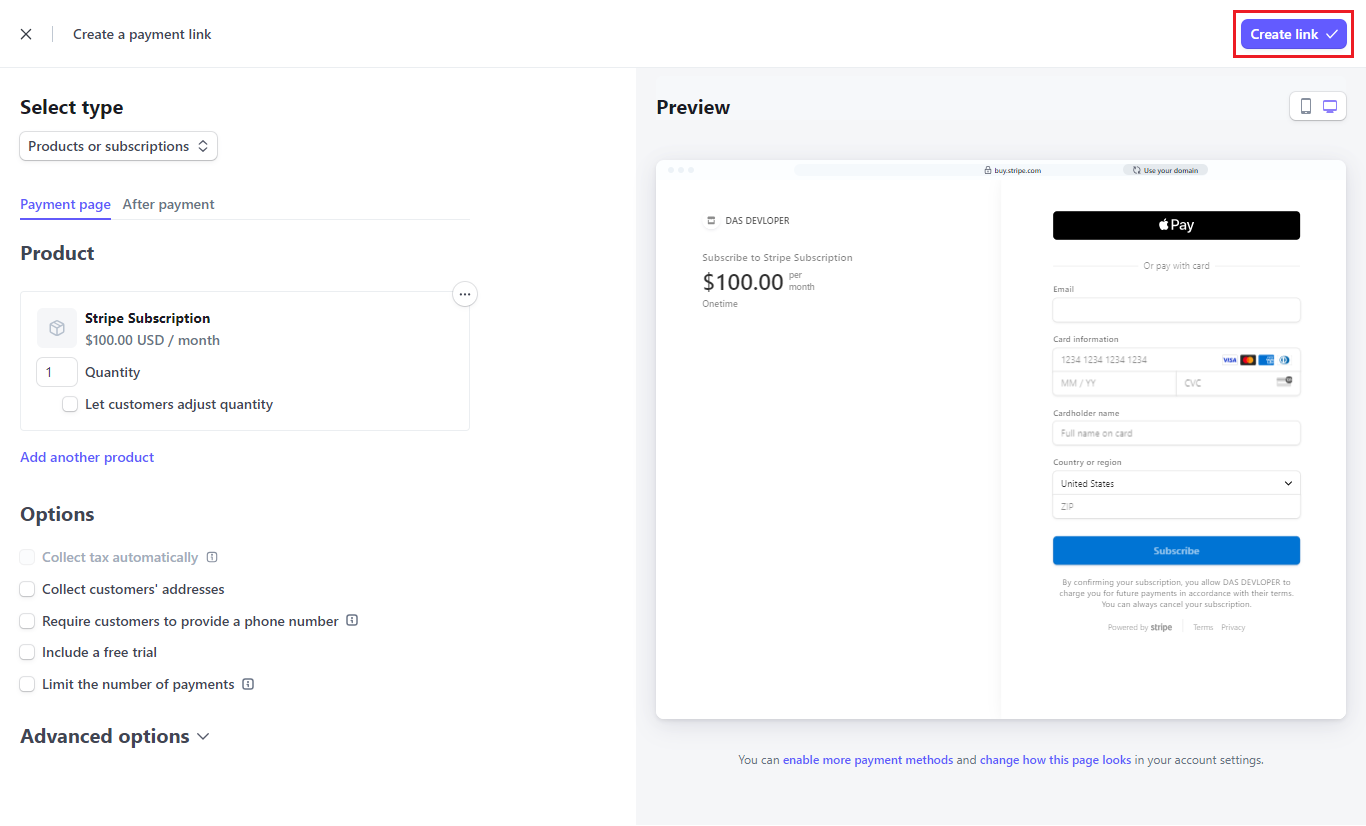 Create a payment link
Create link
Select type
Products or subscriptions
Payment page After payment
Product
Stripe Subscription
$100.00 USD / month
1 Quantity
Let customers adjust quantity
Add another product
Options
Collect tax automatically
Collect customers' addresses
Require customers to provide a phone number
Include a free trial
Limit the number of payments
Advanced options
Preview
buy.stripe.com Use your domain
DAS DEVLOPER
Subscribe to Stripe Subscription
$100.00 per month
Onetime
Pay
Or pay with card
Email
Card information
1234 1234 1234 1234 VISA
MM / YY CVC
Cardholder name
Full name on card
Country or region
United States
ZIP
Subscribe
By confirming your subscription, you allow DAS DEVLOPER to
charge you for future payments in accordance with their terms.
You can always cancel your subscription.
Powered by stripe Terms Privacy
You can enable more payment methods and change how this page looks in your account settings.